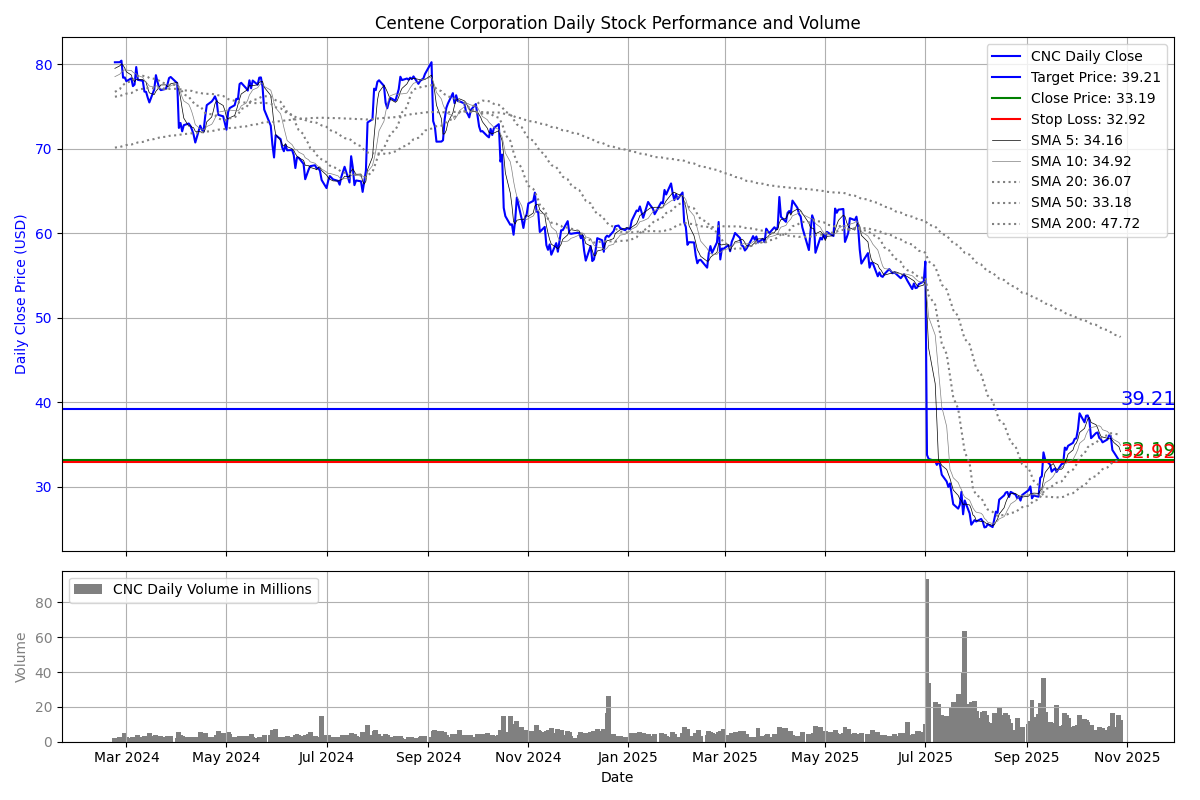 Centene Corporation Daily Stock Performance and Volume
Daily Close Price (USD)
80
70
60
50
40
30
CNC Daily Close
Target Price: 39.21
Close Price: 33.19
Stop Loss: 32.92
SMA 5: 34.16
SMA 10: 34.92
SMA 20: 36.07
SMA 50: 33.18
SMA 200: 47.72
39.21
33.19
32.92
Volume
80
60
40
20
0
CNC Daily Volume in Millions
Mar 2024
May 2024
Jul 2024
Sep 2024
Nov 2024
Jan 2025
Mar 2025
May 2025
Jul 2025
Sep 2025
Nov 2025
Date